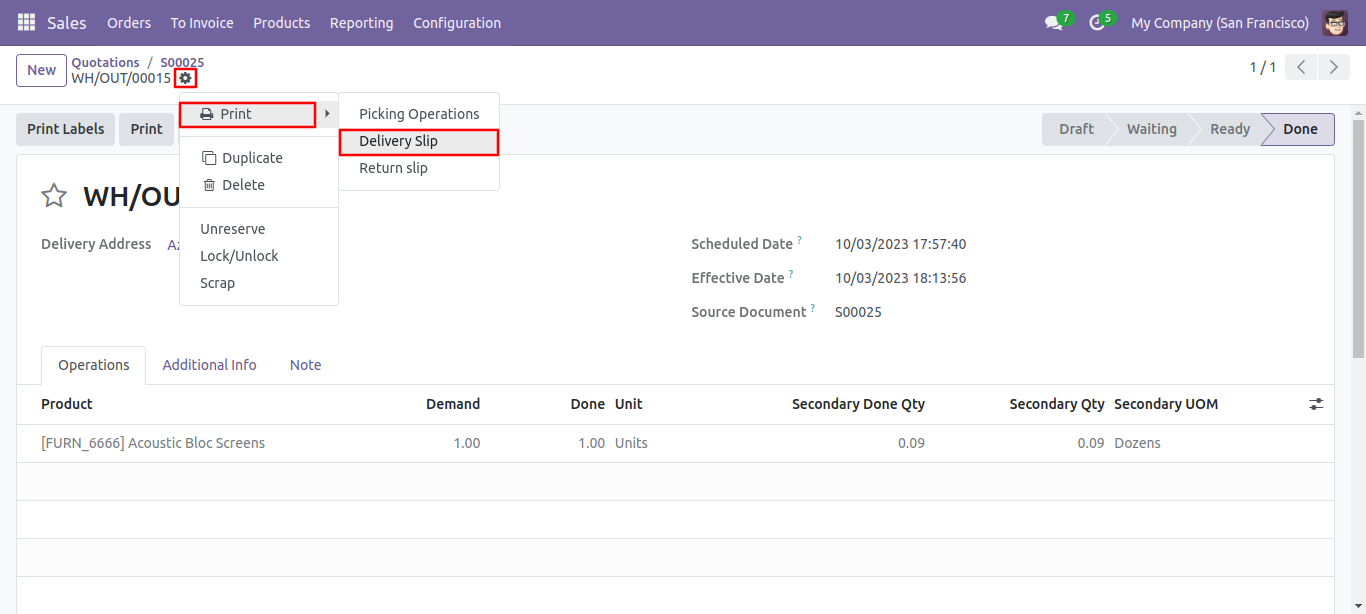 Sales Orders To Invoice Products Reporting Configuration 7 5 My Company (San Francisco)
New Quotations / S00025
WH/OUT/00015 1 / 1
Print Labels Print Print Picking Operations Draft Waiting Ready Done
Delivery Slip
Duplicate Return slip
Delete
WH/OU
Unreserve
Delivery Address Az Scheduled Date ? 10/03/2023 17:57:40
Lock/Unlock
Effective Date ? 10/03/2023 18:13:56
Scrap
Source Document ? S00025
Operations Additional Info Note
Product Demand Done Unit Secondary Done Qty Secondary Qty Secondary UOM
[FURN_6666] Acoustic Bloc Screens 1.00 1.00 Units 0.09 0.09 Dozens